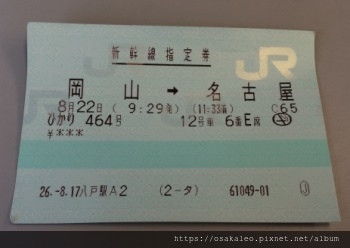 新幹線指定券
JR
岡山 → 名古屋
8月22日 ( 9:29発) (11:33着) C65
ひかり 464号 12号車 6番E席
¥***
26.-8.17八戸駅A2 (2-タ) 61049-01
https://osakaleo.pixnet.net/album